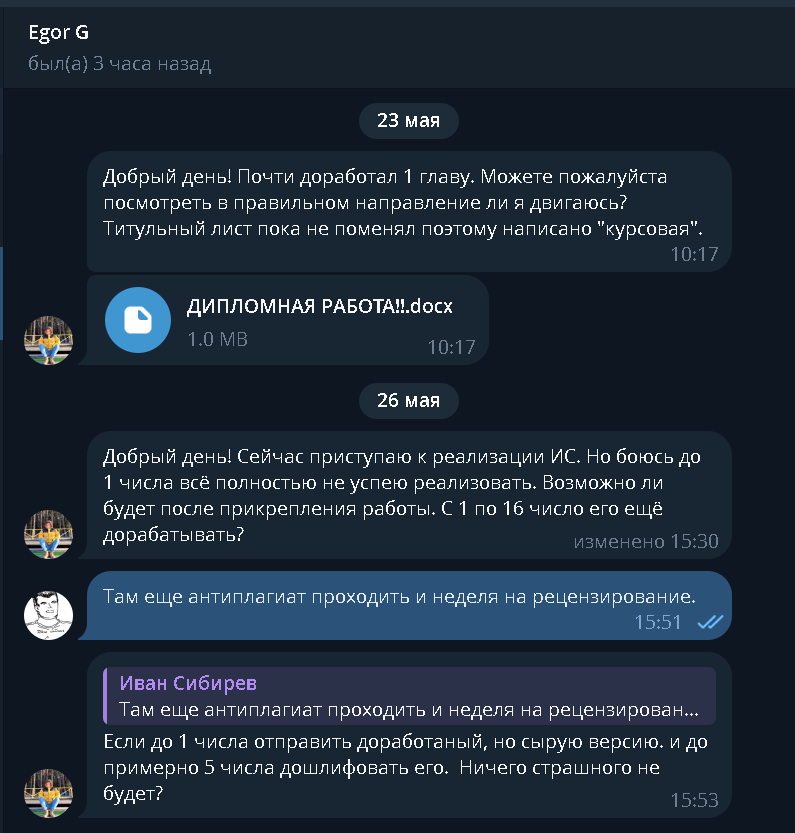 Egor G
был(а) 3 часа назад
23 мая
Добрый день! Почти доработал 1 главу. Можете пожалуйста
посмотреть в правильном направление ли я двигаюсь?
Титульный лист пока не поменял поэтому написано "курсовая".
10:17
ДИПЛОМНАЯ РАБОТА!!.docx
1.0 MB
10:17
26 мая
Добрый день! Сейчас приступаю к реализации ИС. Но боюсь до
1 числа всё полностью не успею реализовать. Возможно ли
будет после прикрепления работы. С 1 по 16 число его ещё
дорабатывать?
изменено 15:30
Там еще антиплагиат проходить и неделя на рецензирование.
15:51
Иван Сибирев
Там еще антиплагиат проходить и неделя на рецензирован...
Если до 1 числа отправить доработаный, но сырую версию. и до
примерно 5 числа дошлифовать его.  Ничего страшного не
будет?
15:53